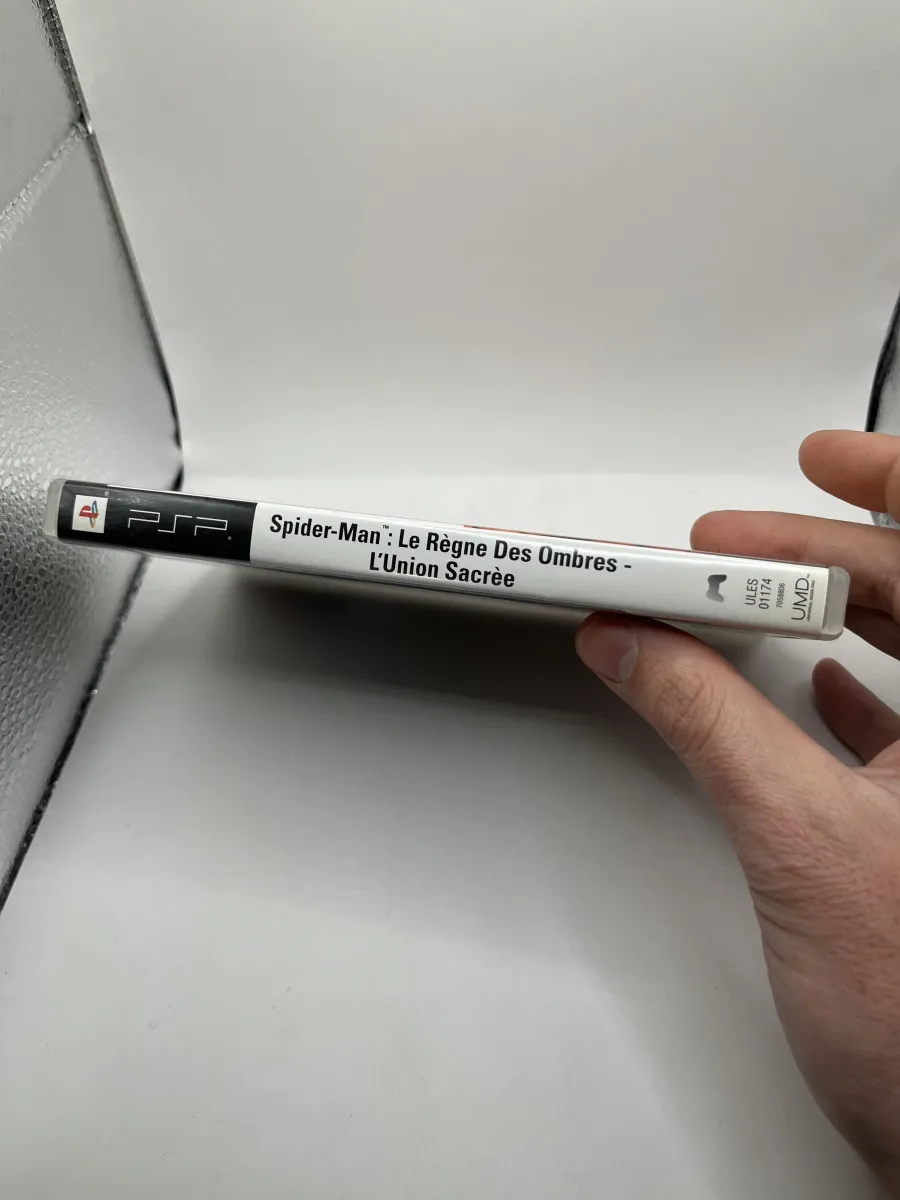 PSP
Spider-Man™: Le Règne Des Ombres -
L'Union Sacrèe
ULES
01174
UMD